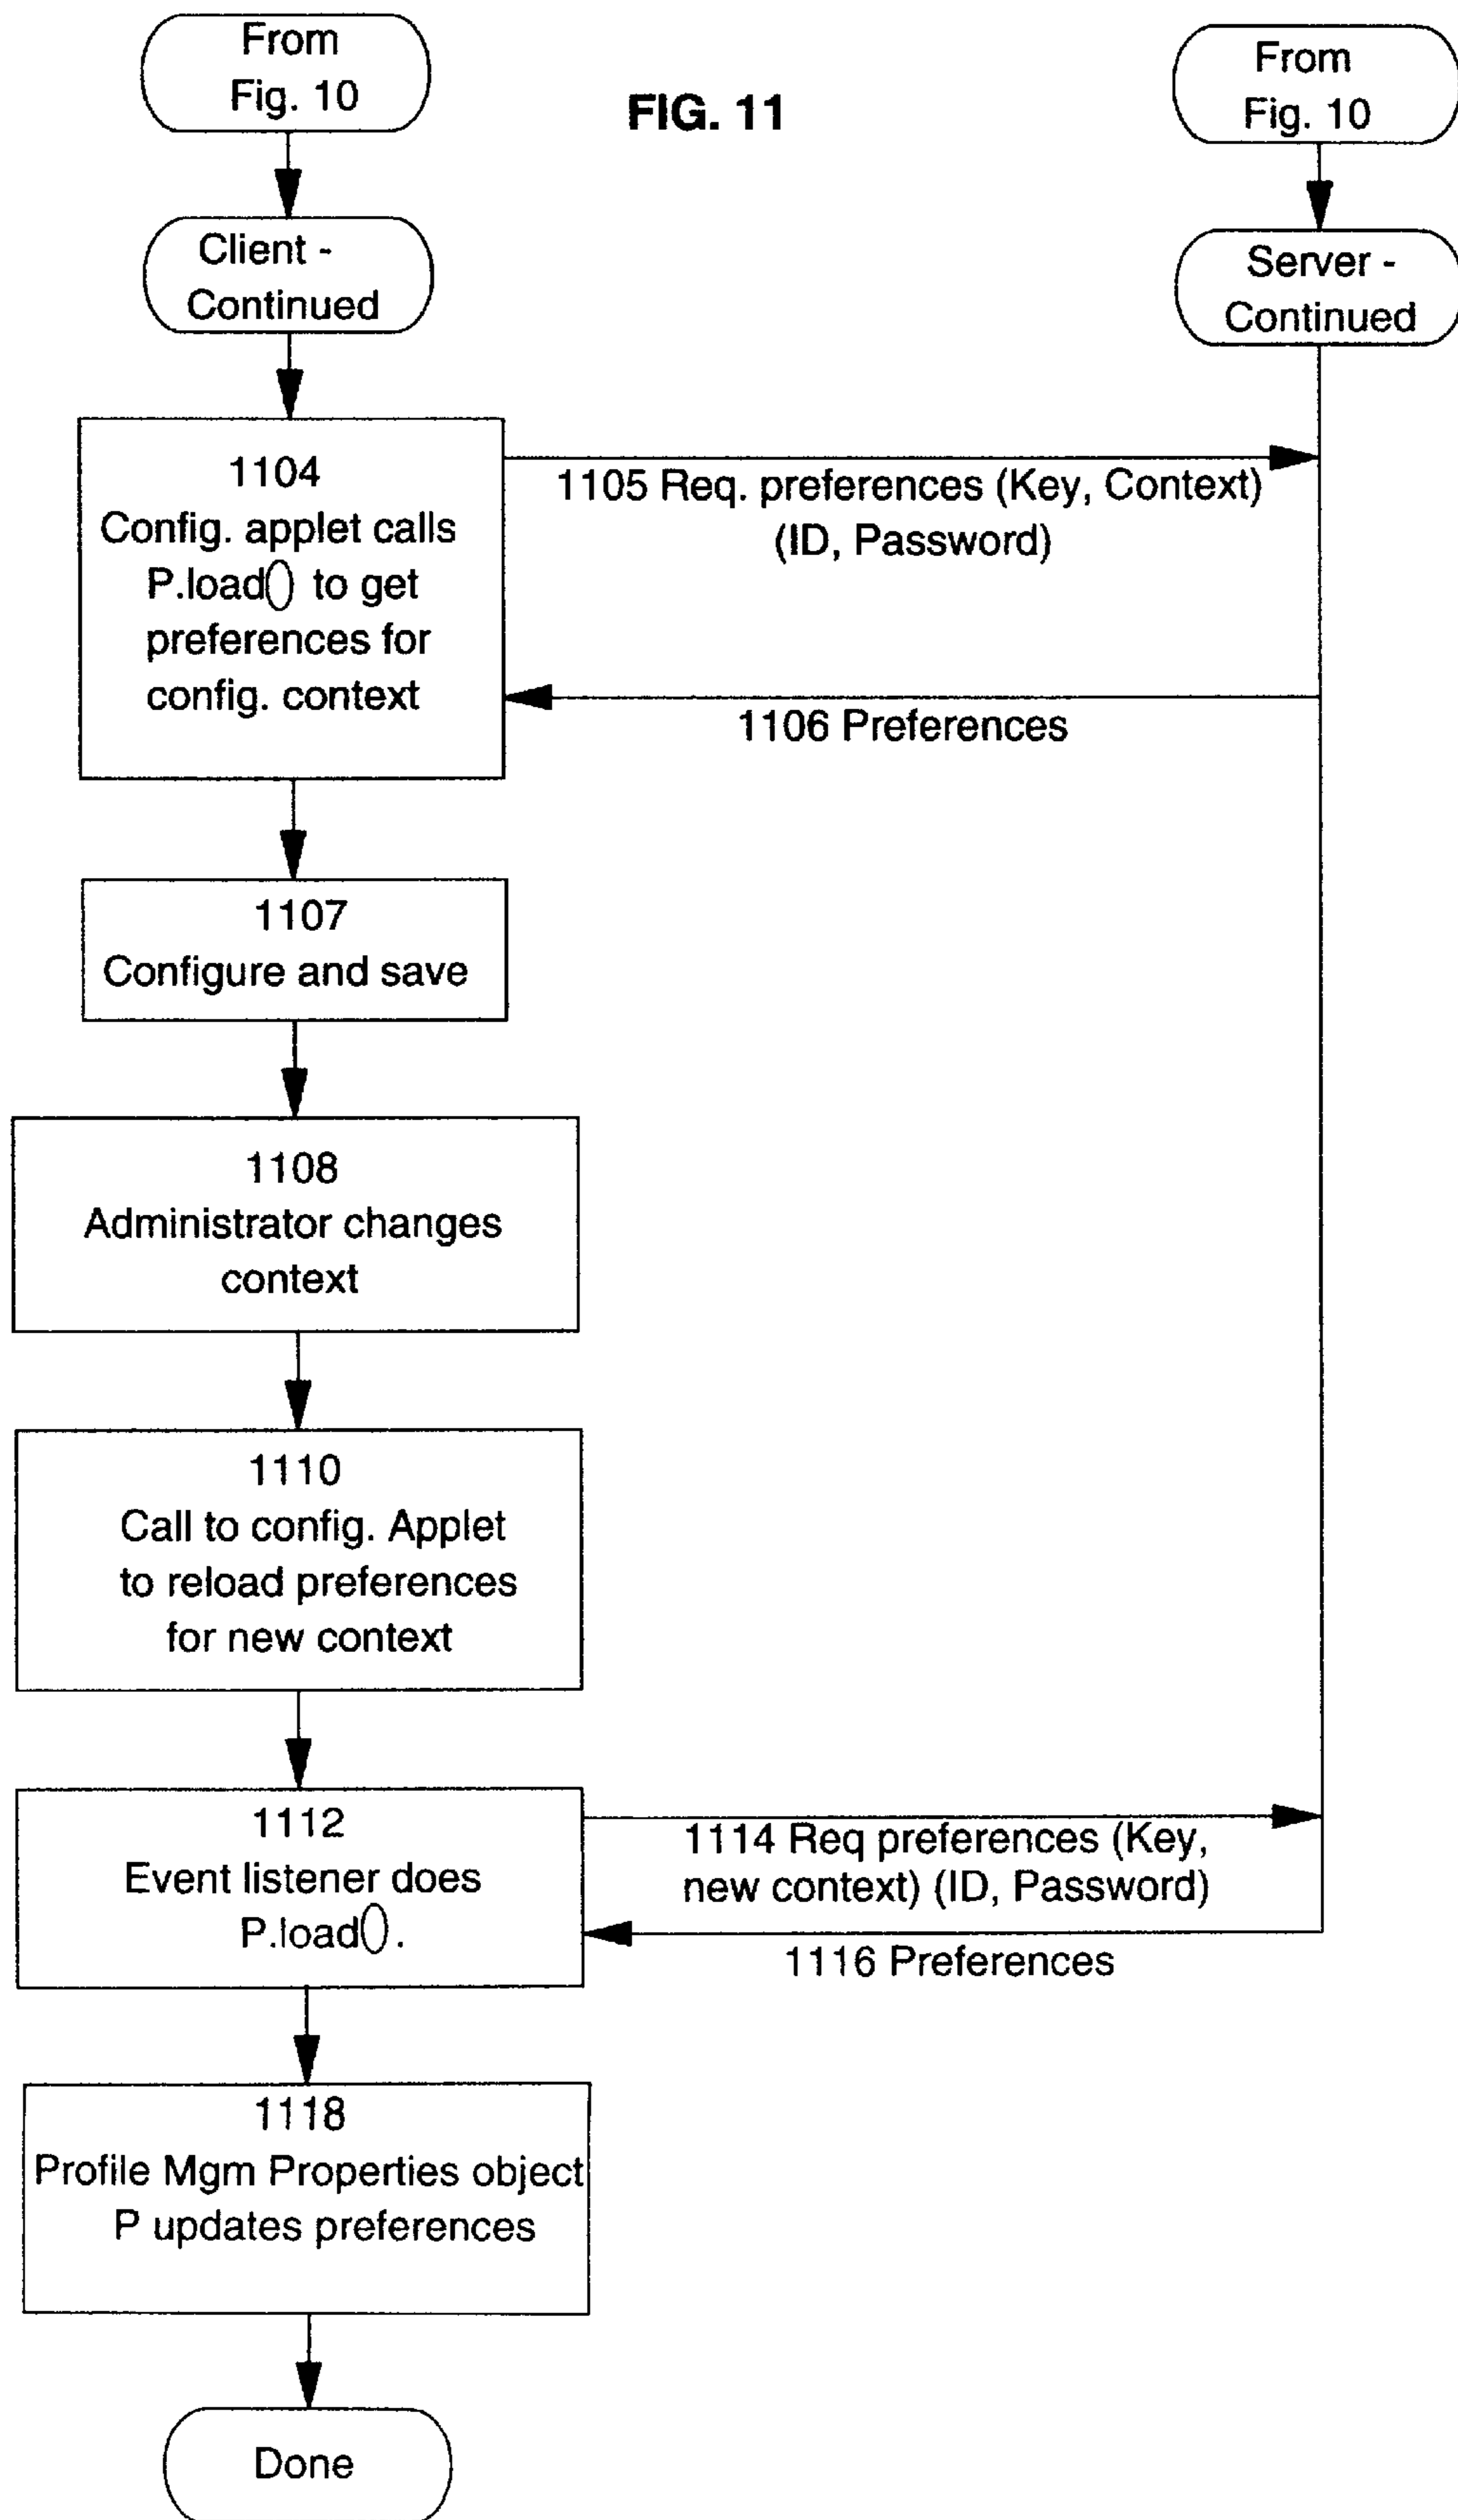 From
Fig. 10
FIG. 11
From
Fig. 10
Client -
Continued
Server -
Continued
1104
Config. applet calls
P.load() to get
preferences for
config. context
1105 Req. preferences (Key, Context)
(ID, Password)
1106 Preferences
1107
Configure and save
1108
Administrator changes
context
1110
Call to config. Applet
to reload preferences
for new context
1112
Event listener does
P.load().
1114 Req preferences (Key,
new context) (ID, Password)
1116 Preferences
1118
Profile Mgm Properties object
P updates preferences
Done